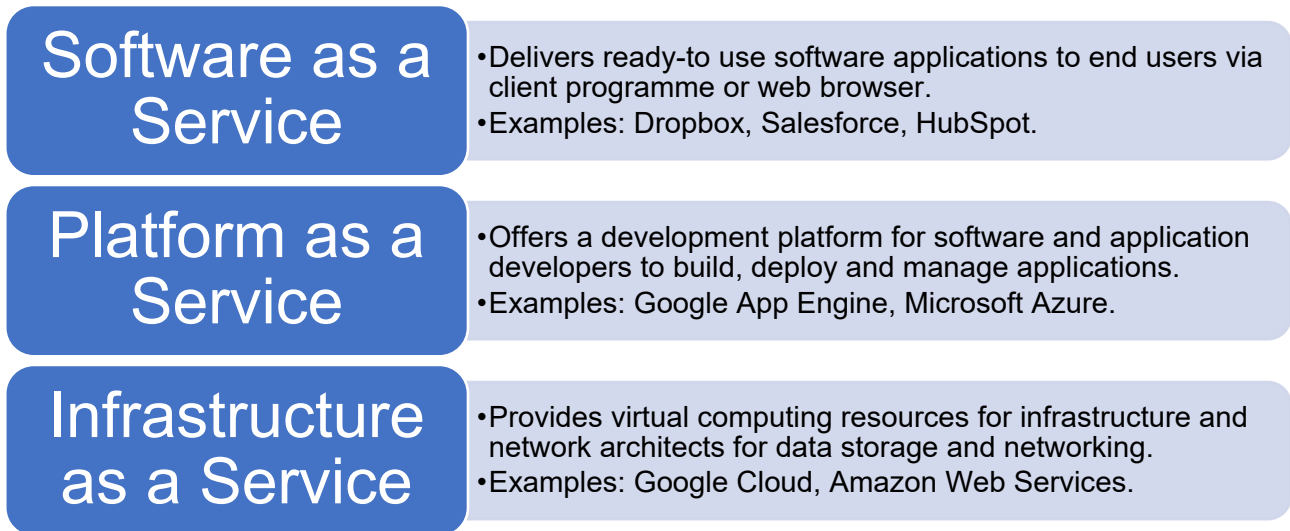 Software as a
Service
•Delivers ready-to use software applications to end users via
client programme or web browser.
•Examples: Dropbox, Salesforce, HubSpot.
Platform as a
Service
•Offers a development platform for software and application
developers to build, deploy and manage applications.
•Examples: Google App Engine, Microsoft Azure.
Infrastructure
as a Service
•Provides virtual computing resources for infrastructure and
network architects for data storage and networking.
•Examples: Google Cloud, Amazon Web Services.